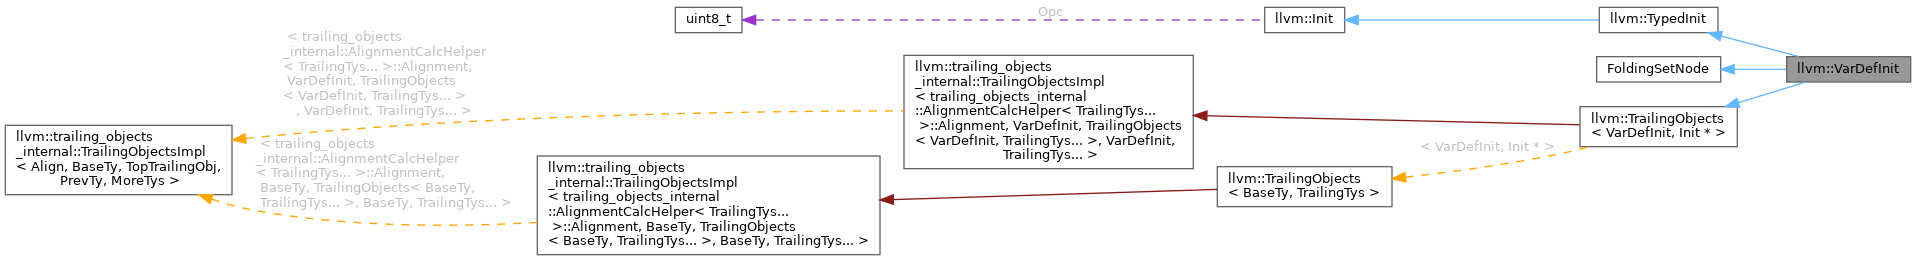 uint8_t
Opc
llvm::Init
llvm::TypedInit
FoldingSetNode
llvm::VarDefInit
< trailing_objects
_internal::AlignmentCalcHelper
< TrailingTys... >::Alignment,
VarDefInit, TrailingObjects
< VarDefInit, TrailingTys... >
, VarDefInit, TrailingTys... >
llvm::trailing_objects
_internal::TrailingObjectsImpl
< trailing_objects_internal
::AlignmentCalcHelper< TrailingTys...
>::Alignment, VarDefInit, TrailingObjects
< VarDefInit, TrailingTys... >, VarDefInit,
TrailingTys... >
llvm::TrailingObjects
< VarDefInit, Init * >
llvm::trailing_objects
_internal::TrailingObjectsImpl
< Align, BaseTy, TopTrailingObj,
PrevTy, MoreTys >
< trailing_objects
_internal::AlignmentCalcHelper
< TrailingTys... >::Alignment,
BaseTy, TrailingObjects< BaseTy,
TrailingTys... >, BaseTy, TrailingTys... >
llvm::trailing_objects
_internal::TrailingObjectsImpl
< trailing_objects_internal
::AlignmentCalcHelper< TrailingTys...
>::Alignment, BaseTy, TrailingObjects
< BaseTy, TrailingTys... >, BaseTy, TrailingTys... >
llvm::TrailingObjects
< BaseTy, TrailingTys >
< VarDefInit, Init * >